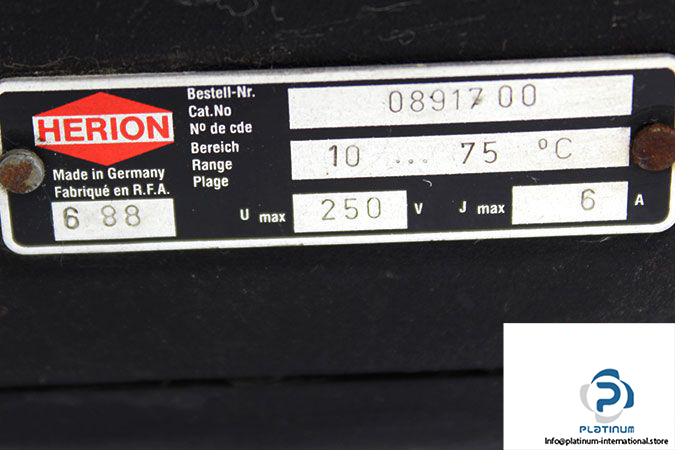 HERION
Made in Germany
Fabriqué en R.F.A.
6 88
Bestell-Nr.
Cat.No
Nº de cde
0891700
Bereich
Range
Plage
10 ... 75 ºC
U max 250 V J max 6 A
PLATINUM
Info@platinum-international.store